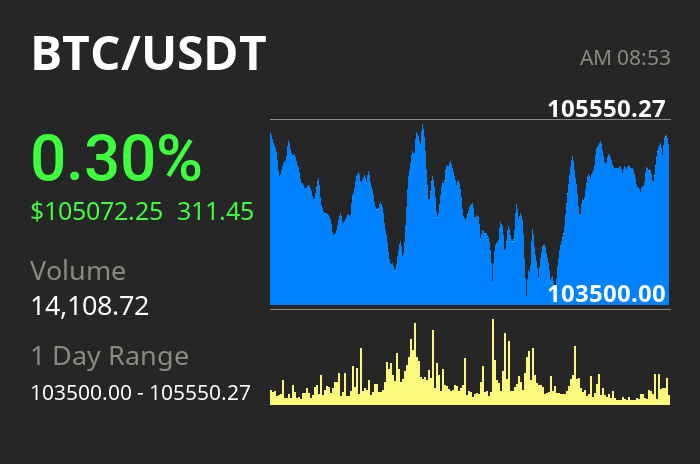 BTC/USDT
AM 08:53
105550.27
0.30%
$105072.25 311.45
Volume
14,108.72
103500.00
1 Day Range
103500.00 - 105550.27